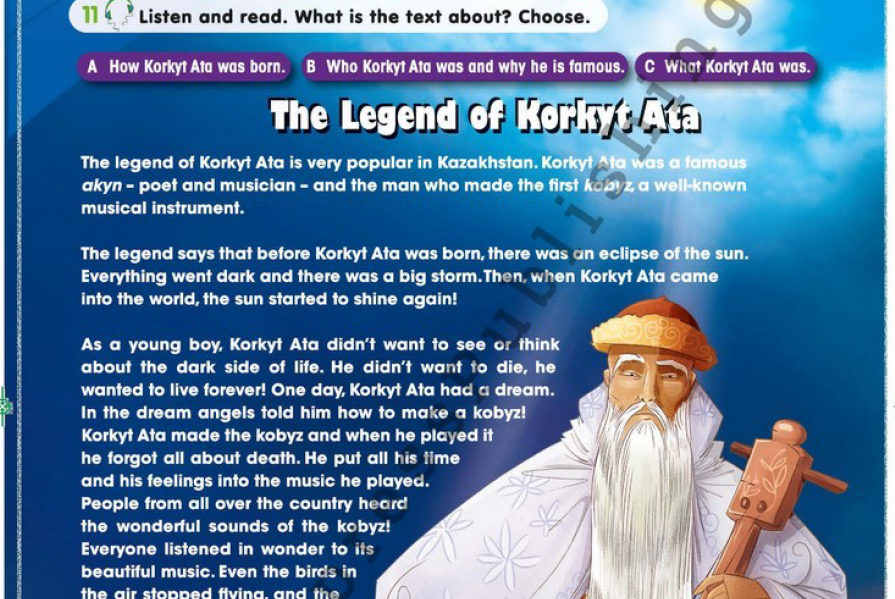 11 Listen and read. What is the text about? Choose.
A How Korkyt Ata was born. B Who Korkyt Ata was and why he is famous. C What Korkyt Ata was.
The Legend of Korkyt Ata
The legend of Korkyt Ata is very popular in Kazakhstan. Korkyt Ata was a famous
akyn – poet and musician – and the man who made the first kobyz, a well-known
musical instrument.
The legend says that before Korkyt Ata was born, there was an eclipse of the sun.
Everything went dark and there was a big storm. Then, when Korkyt Ata came
into the world, the sun started to shine again!
As a young boy, Korkyt Ata didn't want to see or think
about the dark side of life. He didn't want to die, he
wanted to live forever! One day, Korkyt Ata had a dream.
In the dream angels told him how to make a kobyz!
Korkyt Ata made the kobyz and when he played it
he forgot all about death. He put all his time
and his feelings into the music he played.
People from all over the country heard
the wonderful sounds of the kobyz!
Everyone listened in wonder to its
beautiful music. Even the birds in
the air stopped flying, and the
press Publishing